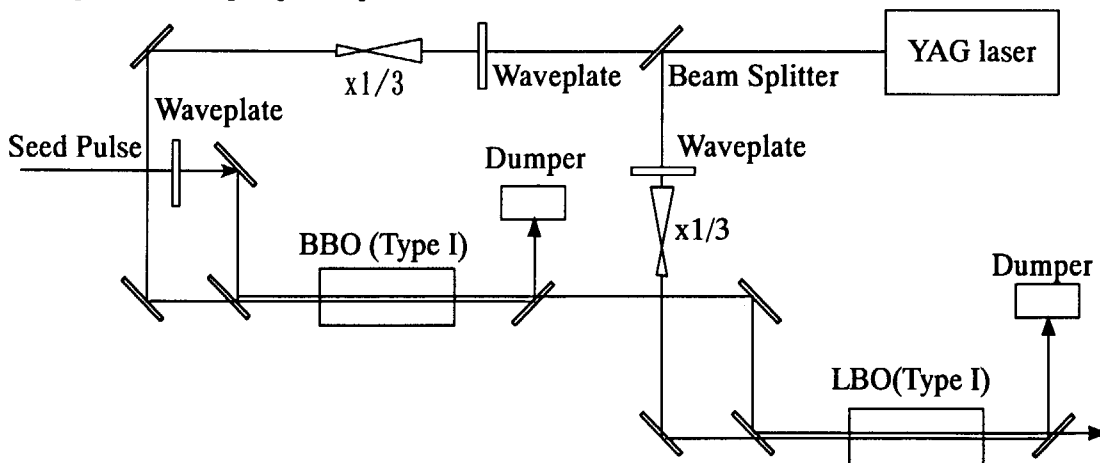 YAG laser
x1/3
Waveplate
Beam Splitter
Waveplate
Seed Pulse
Dumper
Waveplate
x1/3
BBO (Type I)
Dumper
LBO(Type I)